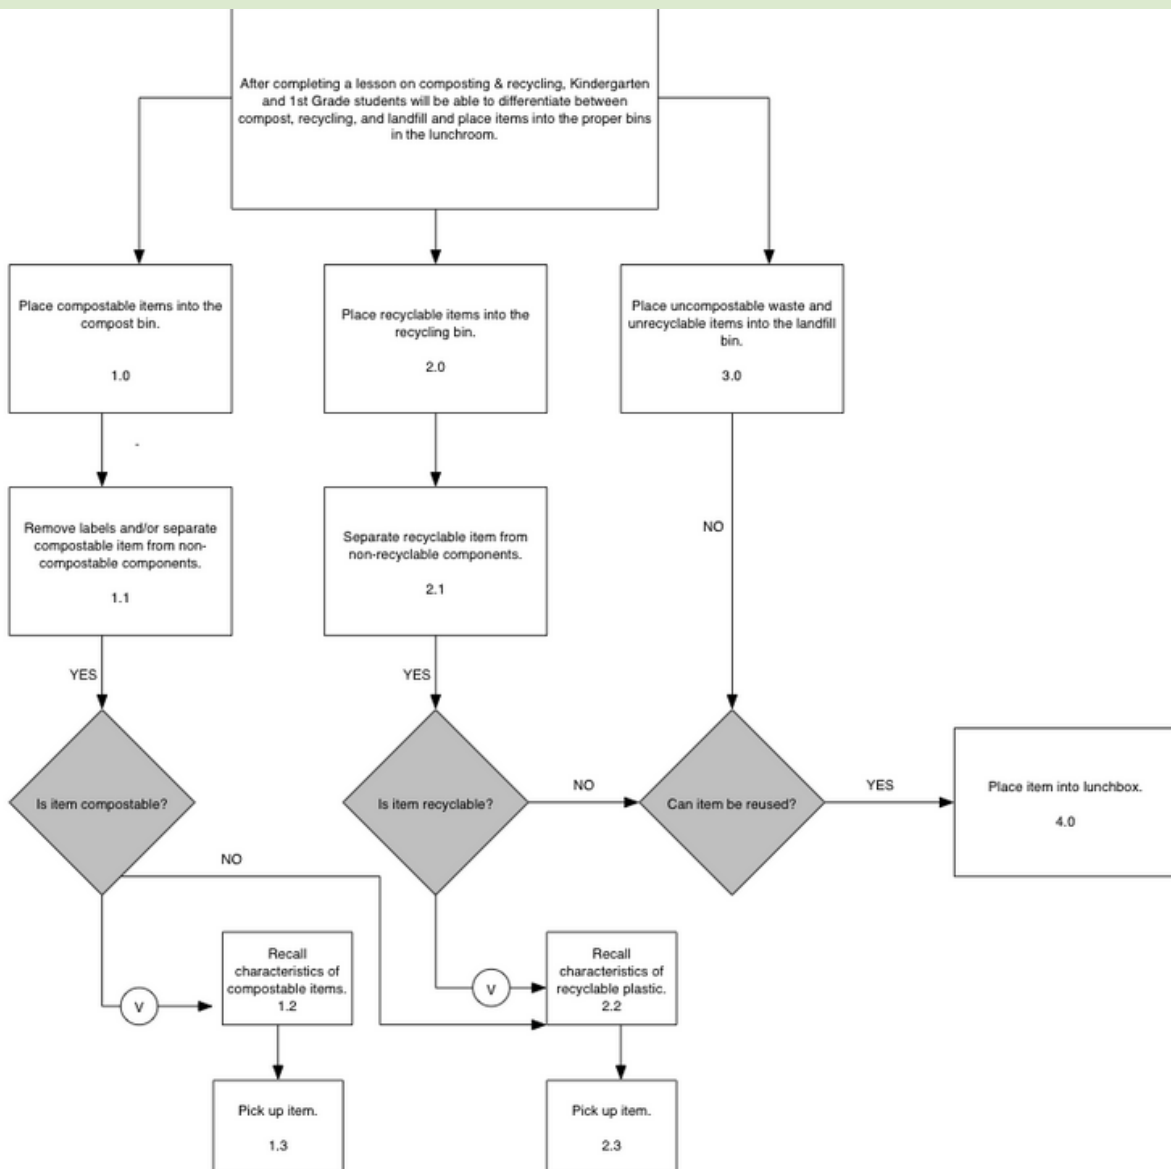 After completing a lesson on composting & recycling, Kindergarten
and 1st Grade students will be able to differentiate between
compost, recycling, and landfill and place items into the proper bins
in the lunchroom.
Place compostable items into the
compost bin.
1.0
Place recyclable items into the
recycling bin.
2.0
Place uncompostable waste and
unrecyclable items into the landfill
bin.
3.0
Remove labels and/or separate
compostable item from non-
compostable components.
1.1
Separate recyclable item from
non-recyclable components.
2.1
NO
YES
YES
Is item compostable?
Is item recyclable?
NO
Can item be reused?
YES
Place item into lunchbox.
4.0
NO
V
Recall
characteristics of
compostable items.
1.2
V
Recall
characteristics of
recyclable plastic.
2.2
Pick up item.
1.3
Pick up item.
2.3